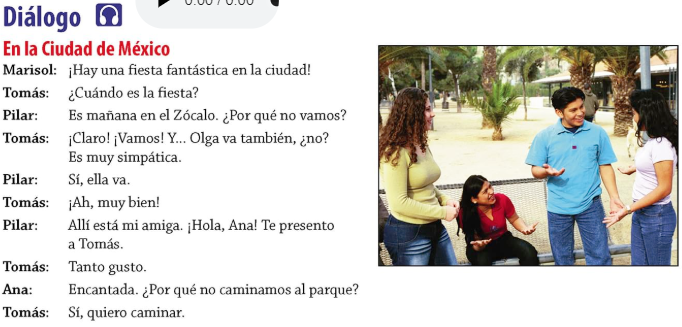 0:00 / 0:00
Diálogo
En la Ciudad de México
Marisol: ¡Hay una fiesta fantástica en la ciudad!
Tomás: ¿Cuándo es la fiesta?
Pilar: Es mañana en el Zócalo. ¿Por qué no vamos?
Tomás: ¡Claro! ¡Vamos! Y... Olga va también, ¿no?
Es muy simpática.
Pilar: Sí, ella va.
Tomás: ¡Ah, muy bien!
Pilar: Allí está mi amiga. ¡Hola, Ana! Te presento
a Tomás.
Tomás: Tanto gusto.
Ana: Encantada. ¿Por qué no caminamos al parque?
Tomás: Sí, quiero caminar.